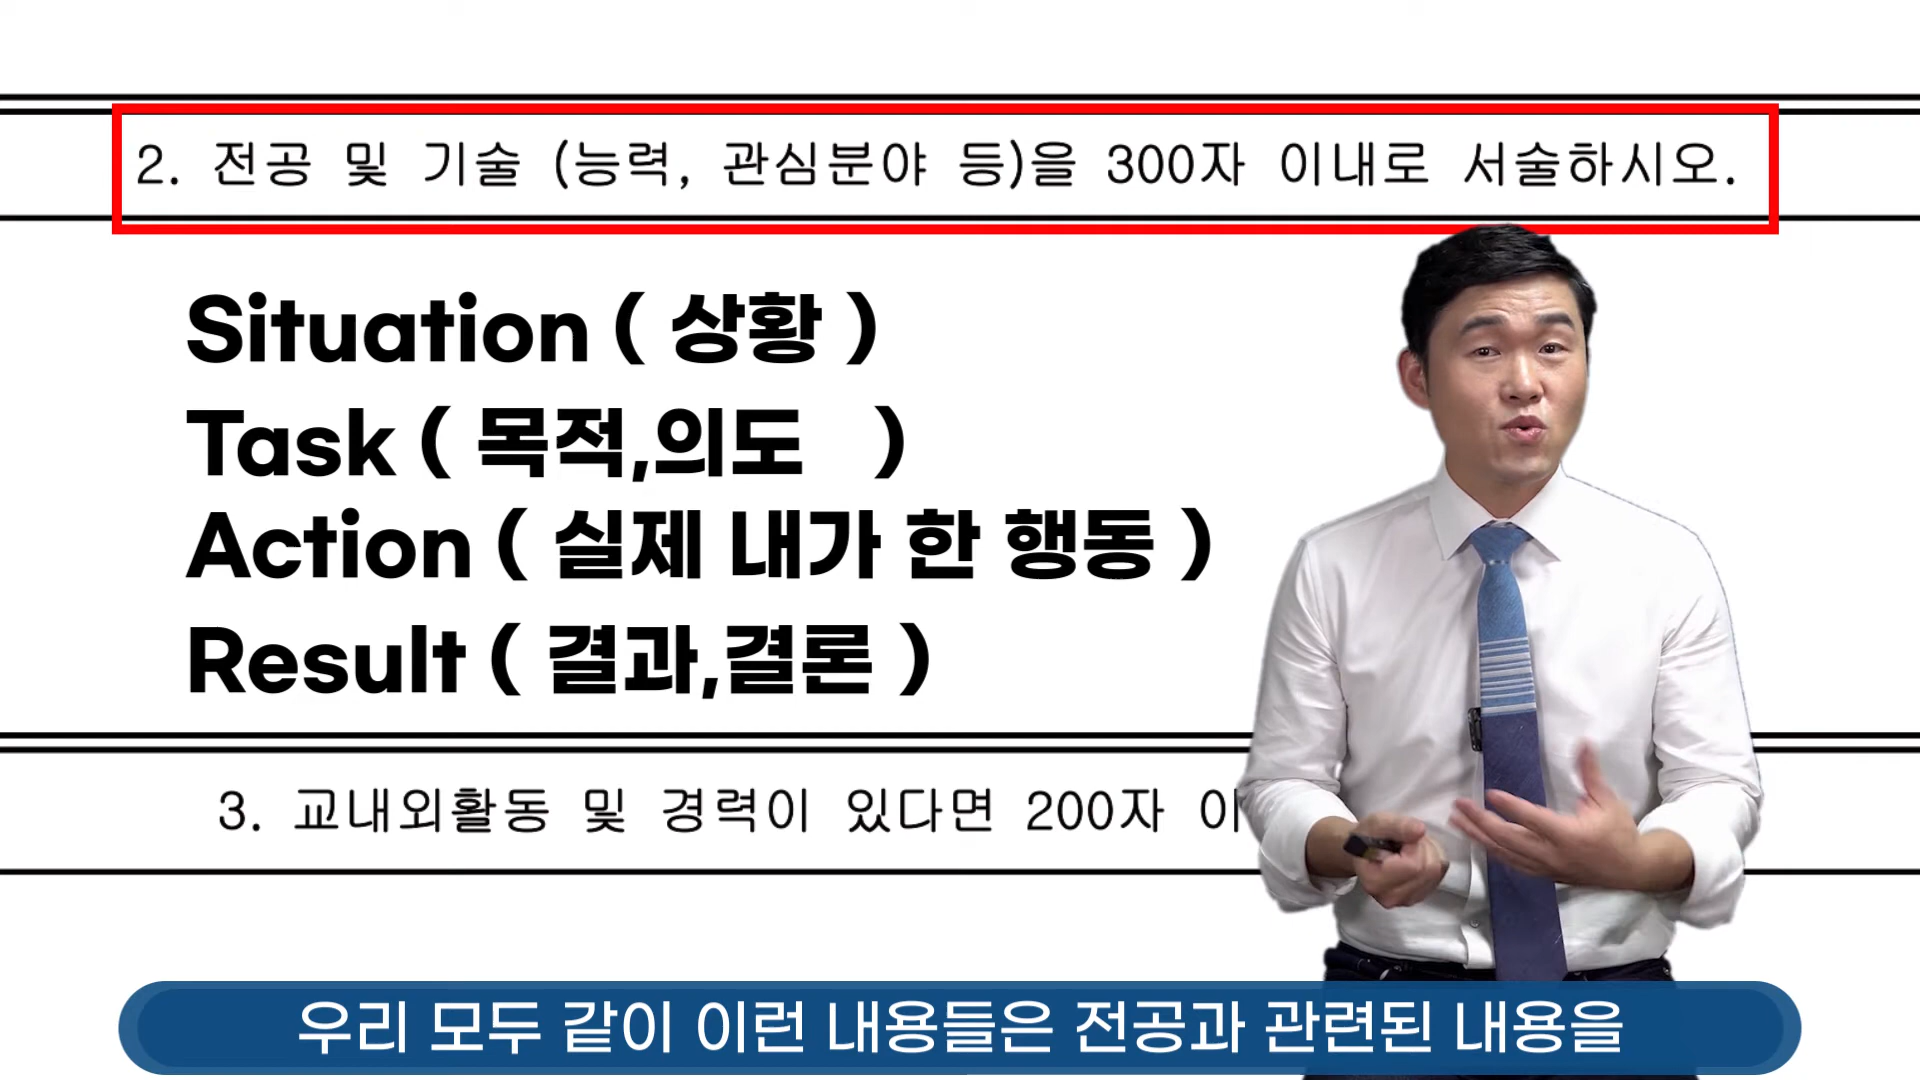 2. 전공 및 기술 (능력, 관심분야 등)을 300자 이내로 서술하시오.
Situation ( 상황 )
Task ( 목적,의도 )
Action ( 실제 내가 한 행동 )
Result ( 결과,결론 )
3. 교내외활동 및 경력이 있다면 200자 이
우리 모두 같이 이런 내용들은 전공과 관련된 내용을